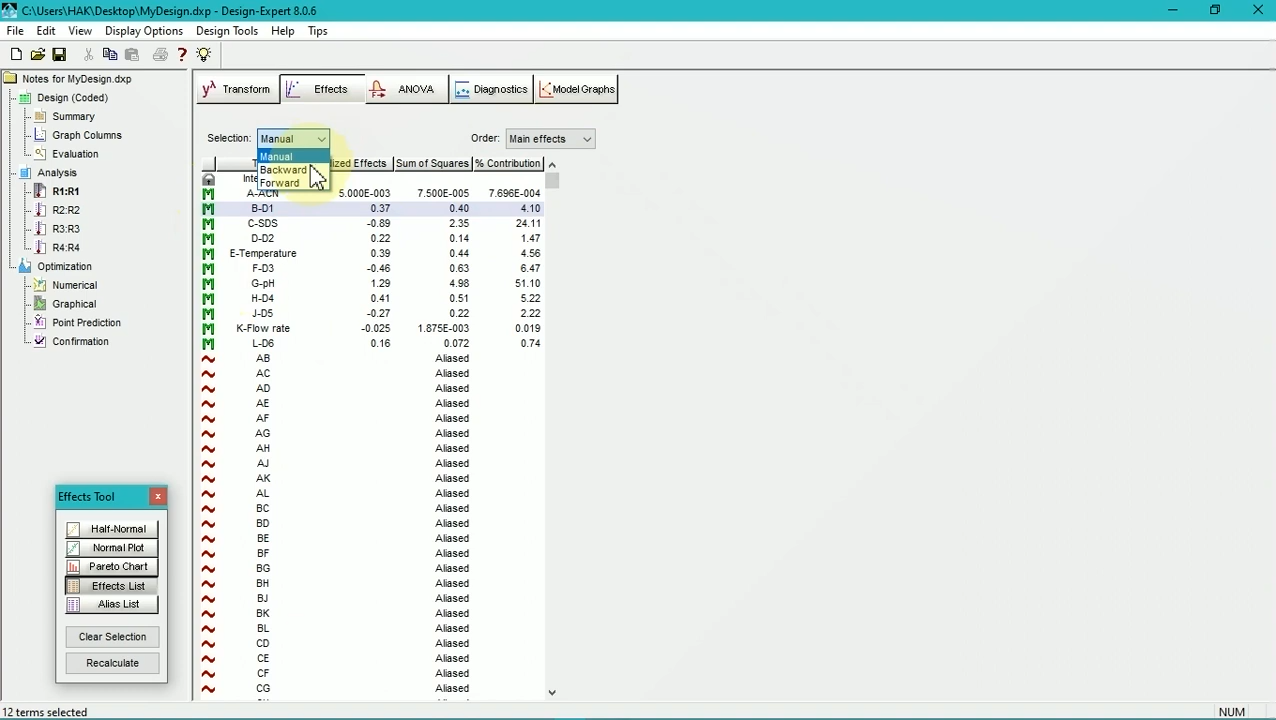 C:\Users\HAK\Desktop\MyDesign.dxp - Design-Expert 8.0.6
File Edit View Display Options Design Tools Help Tips
Notes for MyDesign.dxp
Design (Coded)
Summary
Graph Columns
Evaluation
Analysis
R1:R1
R2:R2
R3:R3
R4:R4
Optimization
Numerical
Graphical
Point Prediction
Confirmation
Effects Tool
Half-Normal
Normal Plot
Pareto Chart
Effects List
Alias List
Clear Selection
Recalculate
yλ Transform Effects ANOVA Diagnostics Model Graphs
Selection: Manual Order: Main effects
Manual
Backward
Forward
Sum of Squares % Contribution
A-ACN 5.000E-003 7.500E-005 7.696E-004
B-D1 0.37 0.40 4.10
C-SDS -0.89 2.35 24.11
D-D2 0.22 0.14 1.47
E-Temperature 0.39 0.44 4.56
F-D3 -0.46 0.63 6.47
G-pH 1.29 4.98 51.10
H-D4 0.41 0.51 5.22
J-D5 -0.27 0.22 2.22
K-Flow rate -0.025 1.875E-003 0.019
L-D6 0.16 0.072 0.74
AB Aliased
AC Aliased
AD Aliased
AE Aliased
AF Aliased
AG Aliased
AH Aliased
AJ Aliased
AK Aliased
AL Aliased
BC Aliased
BD Aliased
BE Aliased
BF Aliased
BG Aliased
BH Aliased
BJ Aliased
BK Aliased
BL Aliased
CD Aliased
CE Aliased
CF Aliased
CG Aliased
12 terms selected NUM